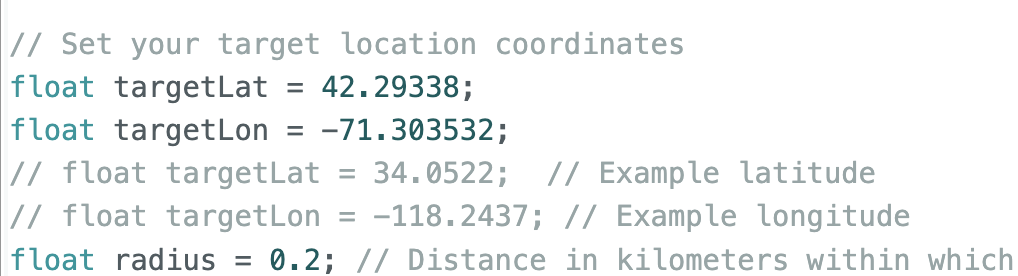 // Set your target location coordinates
float targetLat = 42.29338;
float targetLon = -71.303532;
// float targetLat = 34.0522;  // Example latitude
// float targetLon = -118.2437; // Example longitude
float radius = 0.2; // Distance in kilometers within which